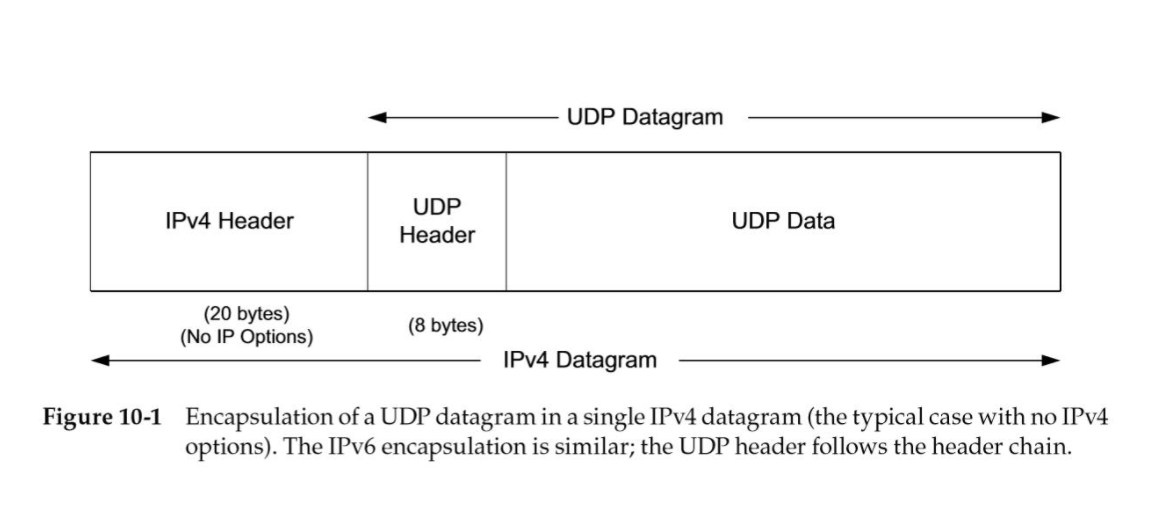 UDP Datagram
IPv4 Header
UDP
Header
UDP Data
(20 bytes)
(No IP Options)
(8 bytes)
IPv4 Datagram
Figure 10-1 Encapsulation of a UDP datagram in a single IPv4 datagram (the typical case with no IPv4
options). The IPv6 encapsulation is similar; the UDP header follows the header chain.